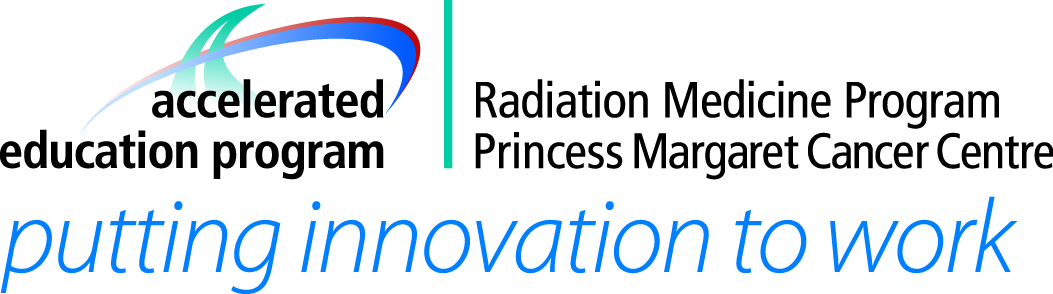 accelerated
education program
Radiation Medicine Program
Princess Margaret Cancer Centre
putting innovation to work